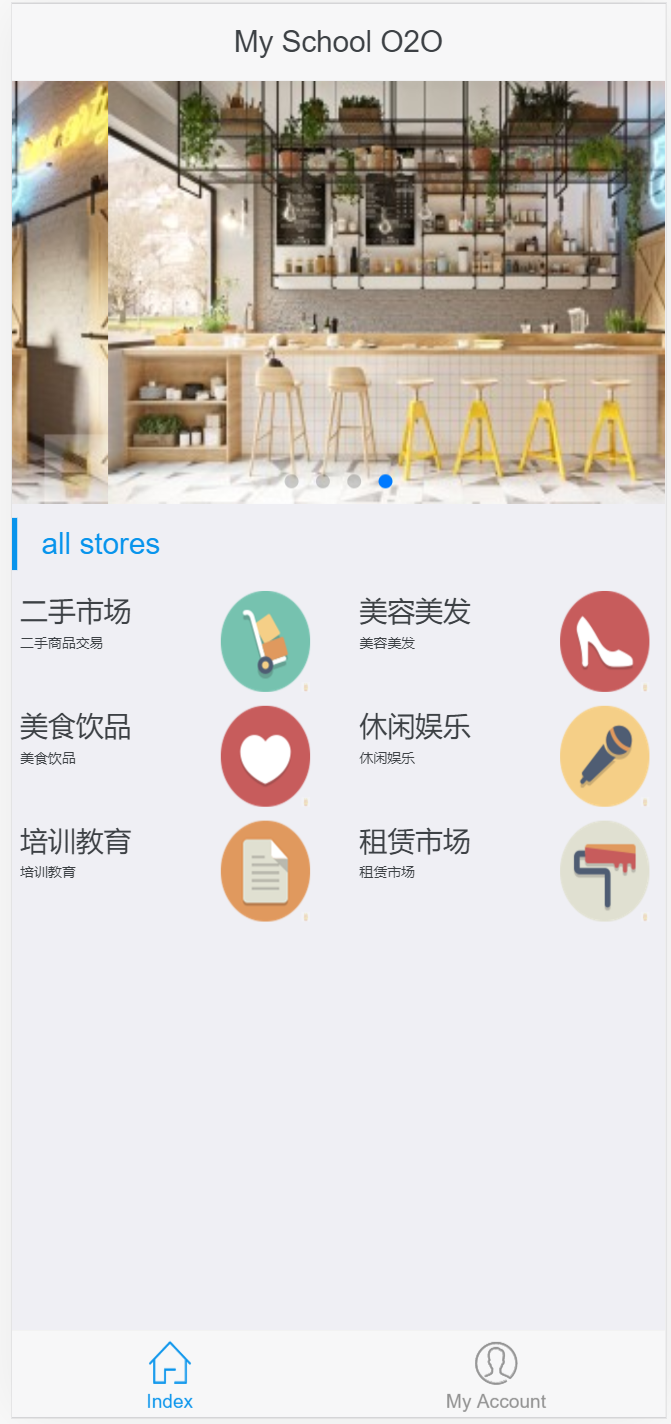 My School O2O
all stores
二手市场
二手商品交易
美容美发
美容美发
美食饮品
美食饮品
休闲娱乐
休闲娱乐
培训教育
培训教育
租赁市场
租赁市场
Index
My Account